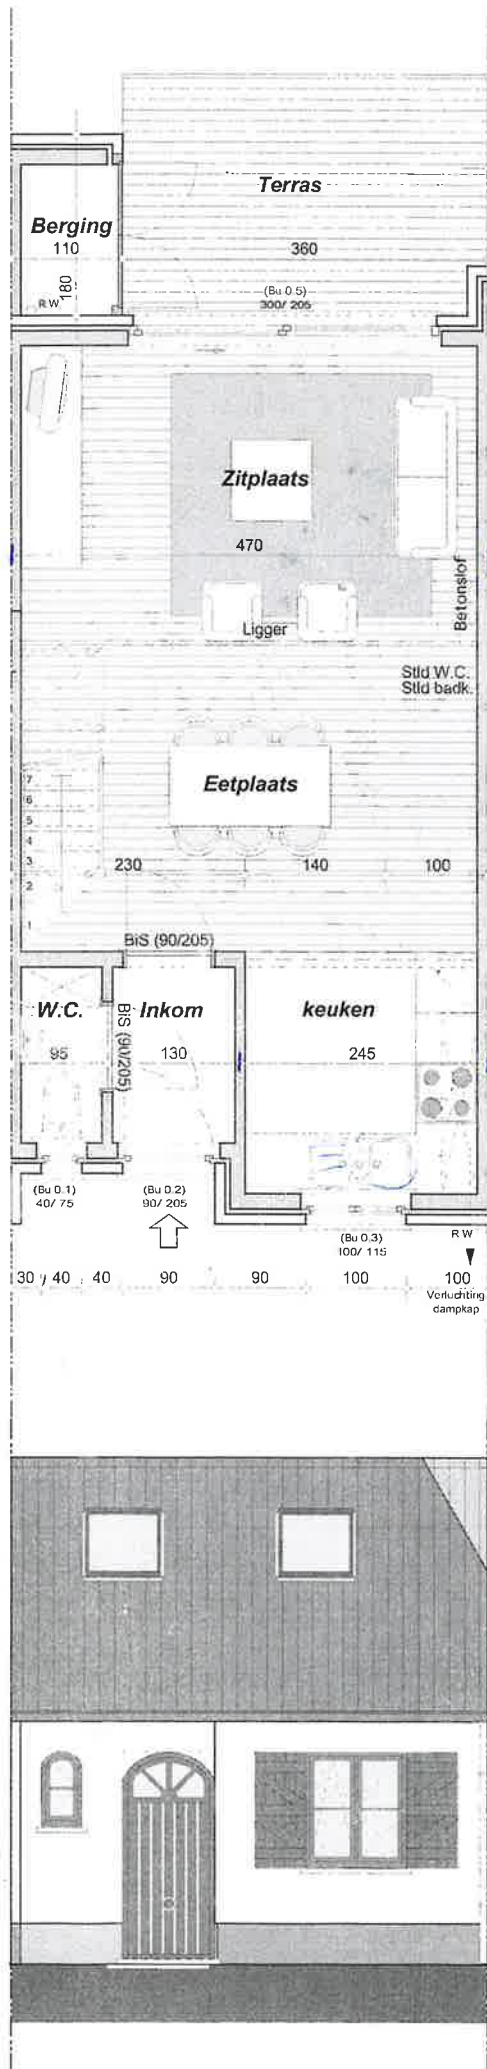 Terras
Berging
110
360
180
R W
(Bu 0.5)
300/ 205
Zitplaats
470
Betonslof
Ligger
Stld W.C.
Stld badk.
Eetplaats
7
6
5
4
3
2
1
230
140
100
BiS (90/205)
W.C.
Inkom
keuken
BiS (90/205)
95
130
245
(Bu 0.1)
40/ 75
(Bu 0.2)
90/ 205
(Bu 0.3)
100/ 115
R W
30
40
40
90
90
100
100
Verluchting
dampkap